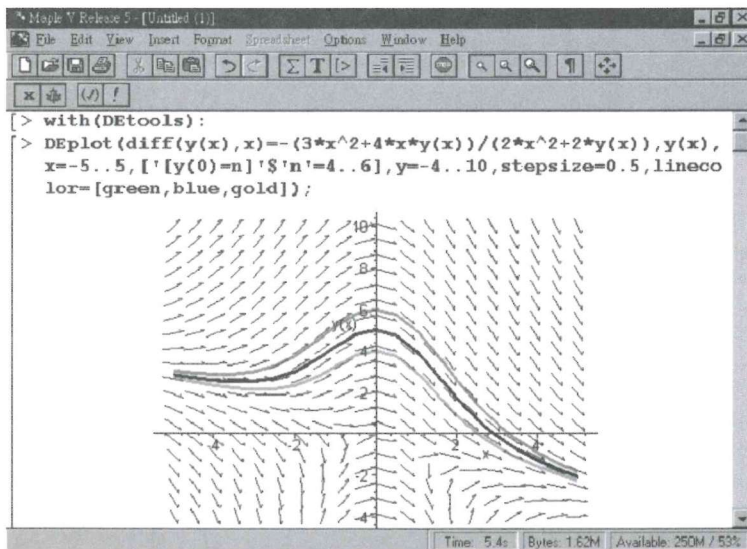 Maple V Release 5 - [Untitled (1)]
File Edit View Insert Format Spreadsheet Options Window Help
[> with(DEtools):
[> DEplot(diff(y(x),x)=-(3*x^2+4*x*y(x))/(2*x^2+2*y(x)),y(x),
x=-5..5,['[y(0)=n]'$'n'=4..6],y=-4..10,stepsize=0.5,lineco
lor=[green,blue,gold]);
10
8
6
y(x)
4
2
-4 -2 2 4
x
-2
-4
Time: 5.4s Bytes: 1.62M Available: 250M / 53%